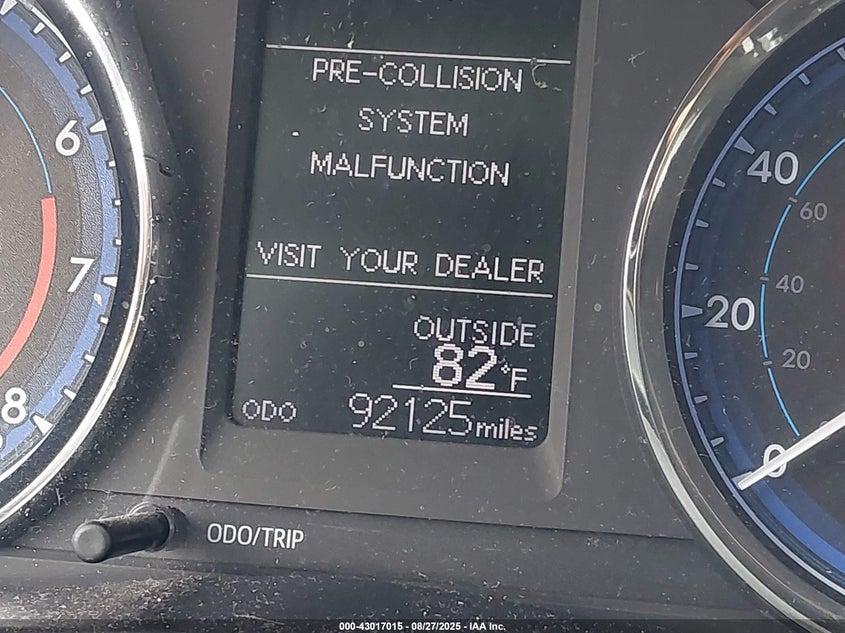 PRE-COLLISION
SYSTEM
MALFUNCTION
VISIT YOUR DEALER
OUTSIDE
82°F
ODO 92125 miles
ODO/TRIP
6
7
8
40
20
0
60
40
20
000-43017015 - 08/27/2025 - IAA Inc.